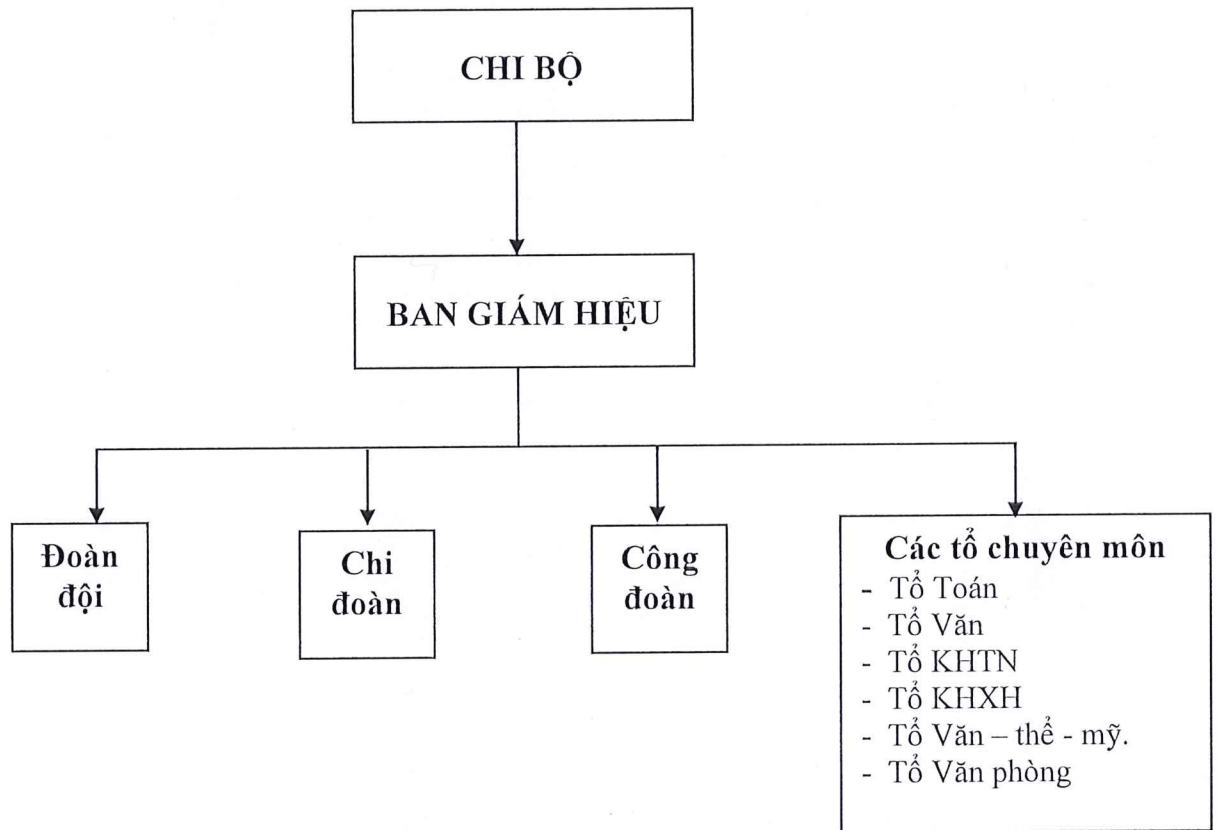 CHI BỘ
BAN GIÁM HIỆU
Đoàn
đội
Chi
đoàn
Công
đoàn
Các tổ chuyên môn
- Tổ Toán
- Tổ Văn
- Tổ KHTN
- Tổ KHXH
- Tổ Văn – thể - mỹ.
- Tổ Văn phòng